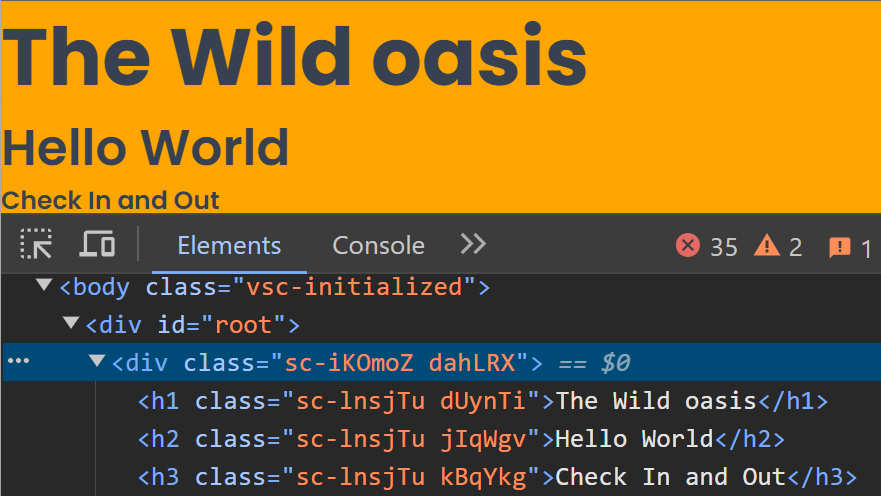 The Wild oasis
Hello World
Check In and Out
Elements Console 35 2 1
<body class="vsc-initialized">
<div id="root">
<div class="sc-iKOmoZ dahLRX"> == $0
<h1 class="sc-lnsjTu dUynTi">The Wild oasis</h1>
<h2 class="sc-lnsjTu jIqWgv">Hello World</h2>
<h3 class="sc-lnsjTu kBqYkg">Check In and Out</h3>